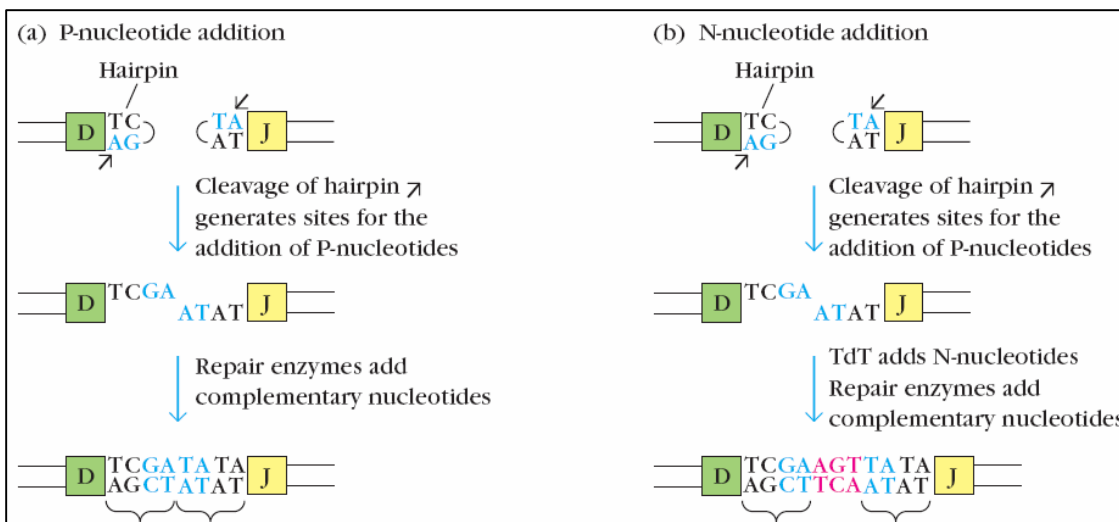 (a) P-nucleotide addition
Hairpin
D TC TA J
AG AT
Cleavage of hairpin ↗
generates sites for the
addition of P-nucleotides
D TCGA J
ATAT
Repair enzymes add
complementary nucleotides
D TCGATATA J
AGCTATAT
(b) N-nucleotide addition
Hairpin
D TC TA J
AG AT
Cleavage of hairpin ↗
generates sites for the
addition of P-nucleotides
D TCGA J
ATAT
TdT adds N-nucleotides
Repair enzymes add
complementary nucleotides
D TCGAAGTTATA J
AGCTTCAATAT